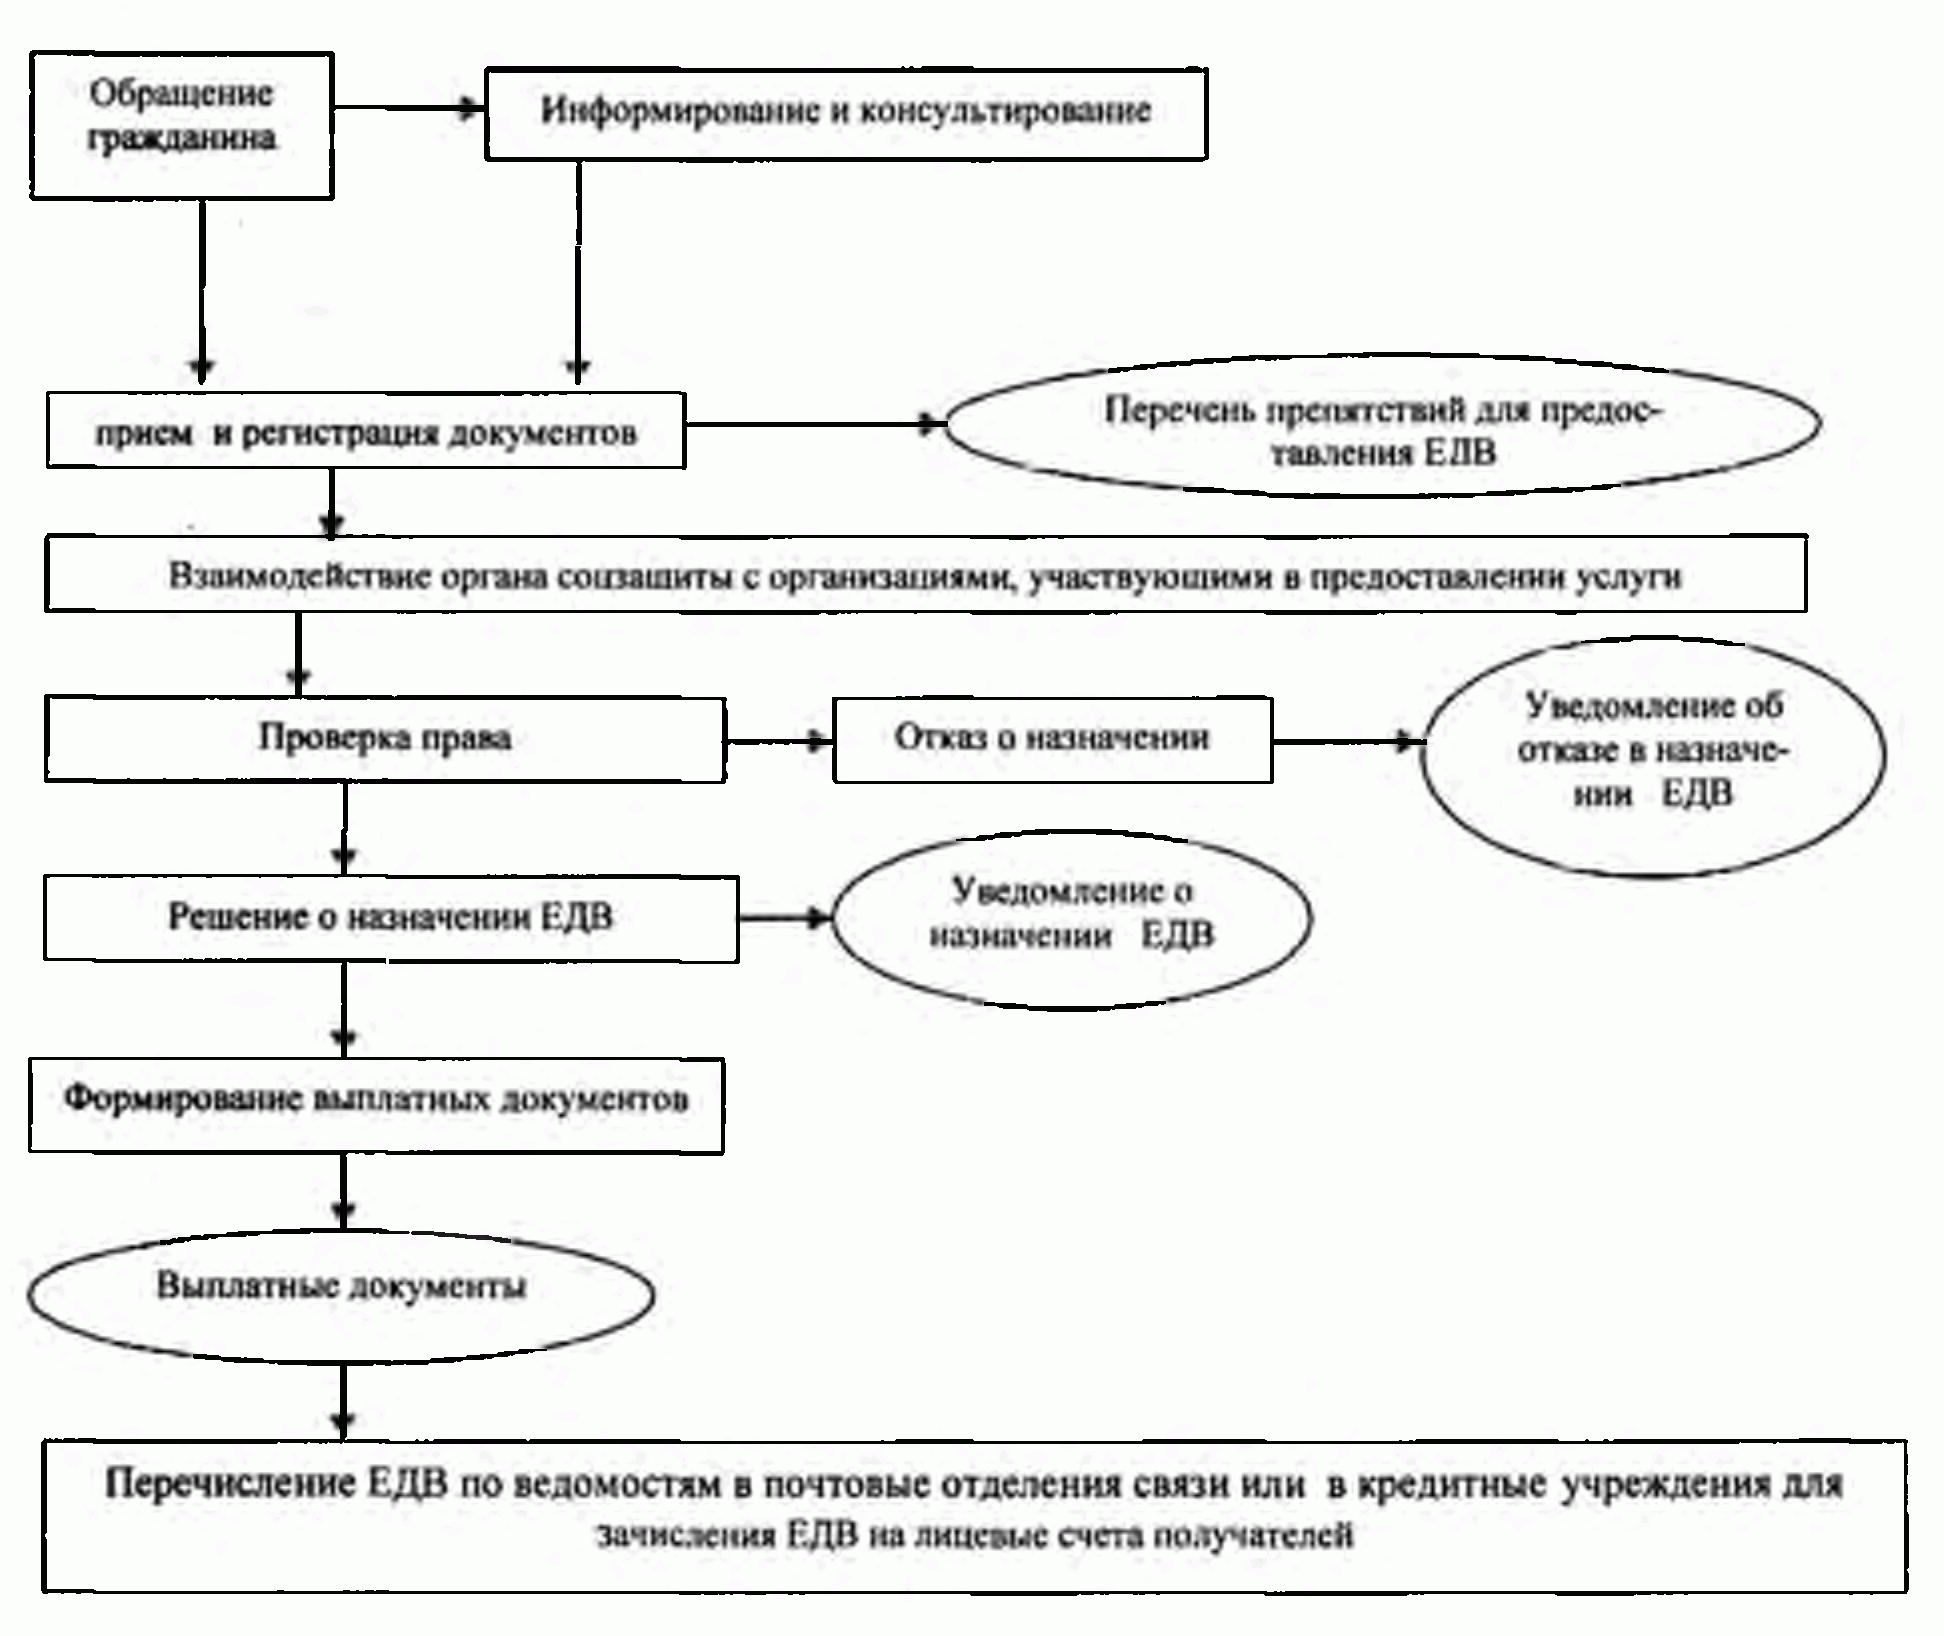 Обращение
гражданина
Информирование и консультирование
прием и регистрация документов
Перечень препятствий для предос-
тавления ЕДВ
Взаимодействие органа соцзащиты с организациями, участвующими в предоставлении услуги
Проверка права
Отказ о назначении
Уведомление об
отказе в назначе-
нии ЕДВ
Решение о назначении ЕДВ
Уведомление о
назначении ЕДВ
Формирование выплатных документов
Выплатные документы
Перечисление ЕДВ по ведомостям в почтовые отделения связи или в кредитные учреждения для
зачисления ЕДВ на лицевые счета получателей